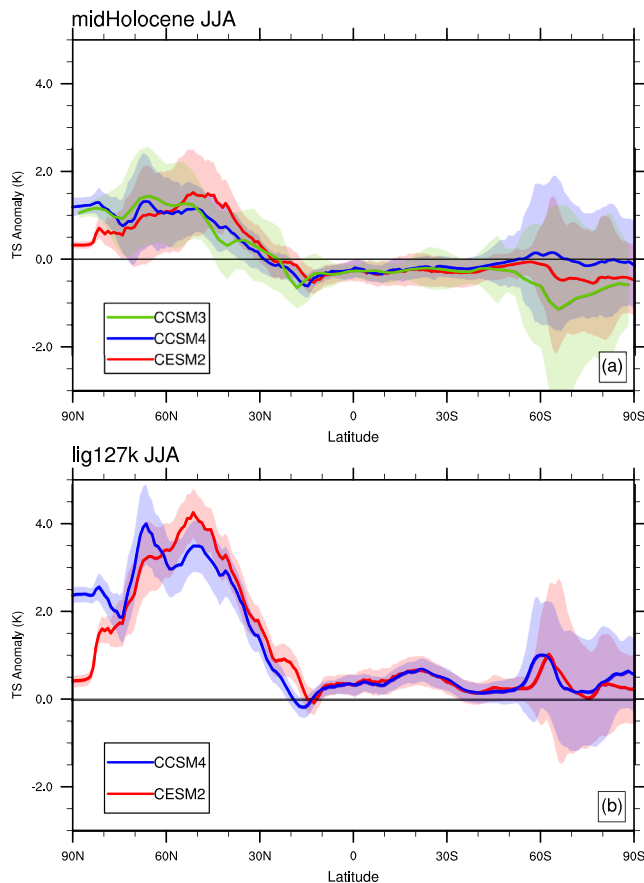 midHolocene JJA
TS Anomaly (K)
4.0
2.0
0.0
-2.0
CCSM3
CCSM4
CESM2
(a)
90N 60N 30N 0 30S 60S 90S
Latitude
lig127k JJA
TS Anomaly (K)
4.0
2.0
0.0
-2.0
CCSM4
CESM2
(b)
90N 60N 30N 0 30S 60S 90S
Latitude